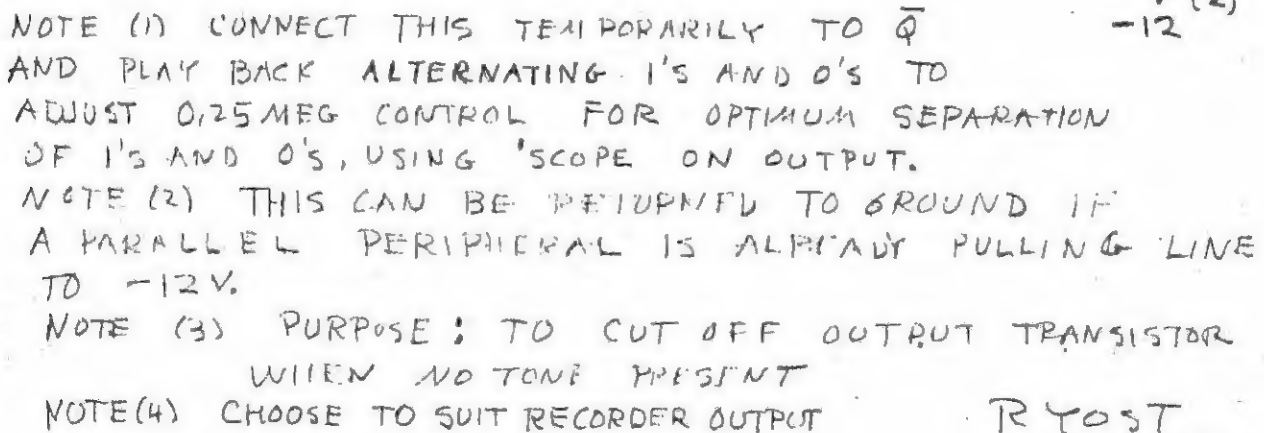 (2)
-12
NOTE (1) CONNECT THIS TEMPORARILY TO Q̄
AND PLAY BACK ALTERNATING 1'S AND 0'S TO
ADJUST 0.25 MEG CONTROL FOR OPTIMUM SEPARATION
OF 1'S AND 0'S, USING 'SCOPE ON OUTPUT.
NOTE (2) THIS CAN BE RETURNED TO GROUND IF
A PARALLEL PERIPHERAL IS ALREADY PULLING LINE
TO -12V.
NOTE (3) PURPOSE: TO CUT OFF OUTPUT TRANSISTOR
WHEN NO TONE PRESENT
NOTE(4) CHOOSE TO SUIT RECORDER OUTPUT
R YOST